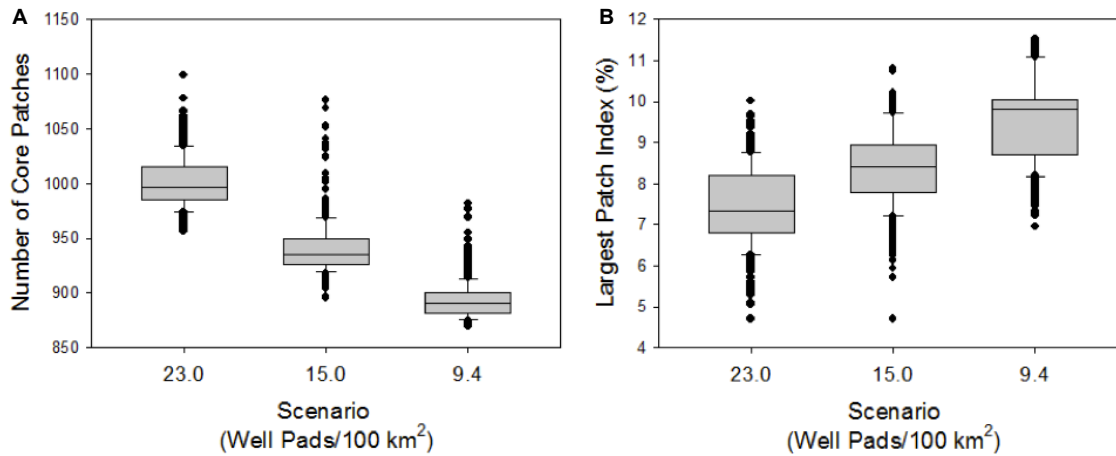 A
Number of Core Patches
1150
1100
1050
1000
950
900
850
23.0 15.0 9.4
Scenario
(Well Pads/100 km²)
B
Largest Patch Index (%)
12
11
10
9
8
7
6
5
4
23.0 15.0 9.4
Scenario
(Well Pads/100 km²)